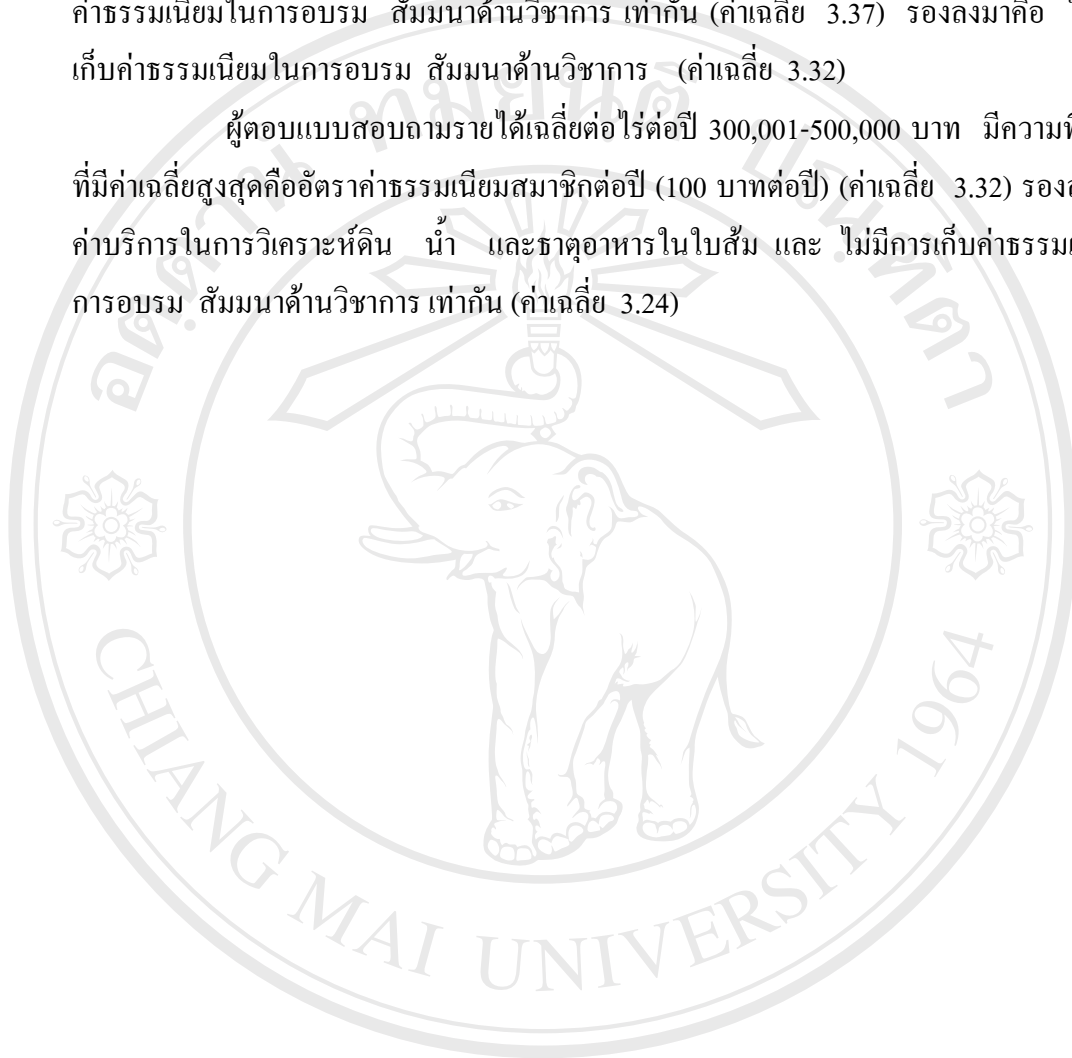 ค่าธรรมเนียมในการอบรม สัมมนาด้านวิชาการ เท่ากัน (ค่าเฉลี่ย 3.37) รองลงมาคือ
เก็บค่าธรรมเนียมในการอบรม สัมมนาด้านวิชาการ (ค่าเฉลี่ย 3.32)
ผู้ตอบแบบสอบถามรายได้เฉลี่ยต่อไร่ต่อปี 300,001-500,000 บาท
ที่มีค่าเฉลี่ยสูงสุดคืออัตราค่าธรรมเนียมสมาชิกต่อปี (100 บาทต่อปี) (ค่าเฉลี่ย 3.32)
ค่าบริการในการวิเคราะห์ดิน น้ำ และธาตุอาหารในใบส้ม และ ไม่มีการเก็บ
การอบรม สัมมนาด้านวิชาการ เท่ากัน (ค่าเฉลี่ย 3.24)
CHIANG MAI UNIVERSITY 1964